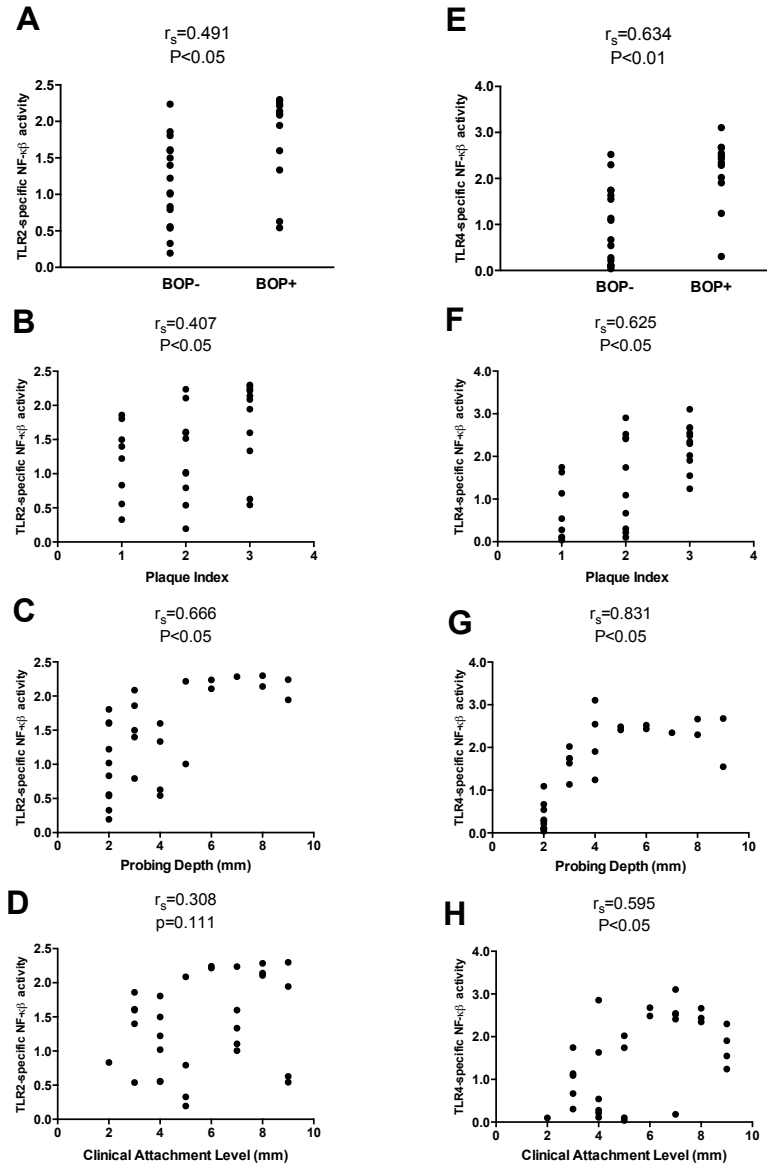 A
r_s=0.491
P<0.05
TLR2-specific NF-κβ activity
2.5
2.0
1.5
1.0
0.5
0.0
BOP- BOP+
E
r_s=0.634
P<0.01
TLR4-specific NF-κβ activity
4.0
3.0
2.0
1.0
0.0
BOP- BOP+
B
r_s=0.407
P<0.05
TLR2-specific NF-κβ activity
2.5
2.0
1.5
1.0
0.5
0.0
0 1 2 3 4
Plaque Index
F
r_s=0.625
P<0.05
TLR4-specific NF-κβ activity
4.0
3.0
2.0
1.0
0.0
0 1 2 3 4
Plaque Index
C
r_s=0.666
P<0.05
TLR2-specific NF-κβ activity
2.5
2.0
1.5
1.0
0.5
0.0
0 2 4 6 8 10
Probing Depth (mm)
G
r_s=0.831
P<0.05
TLR4-specific NF-κβ activity
4.0
3.0
2.0
1.0
0.0
0 2 4 6 8 10
Probing Depth (mm)
D
r_s=0.308
p=0.111
TLR2-specific NF-κβ activity
2.5
2.0
1.5
1.0
0.5
0.0
0 2 4 6 8 10
Clinical Attachment Level (mm)
H
r_s=0.595
P<0.05
TLR4-specific NF-κβ activity
4.0
3.0
2.0
1.0
0.0
0 2 4 6 8 10
Clinical Attachment Level (mm)